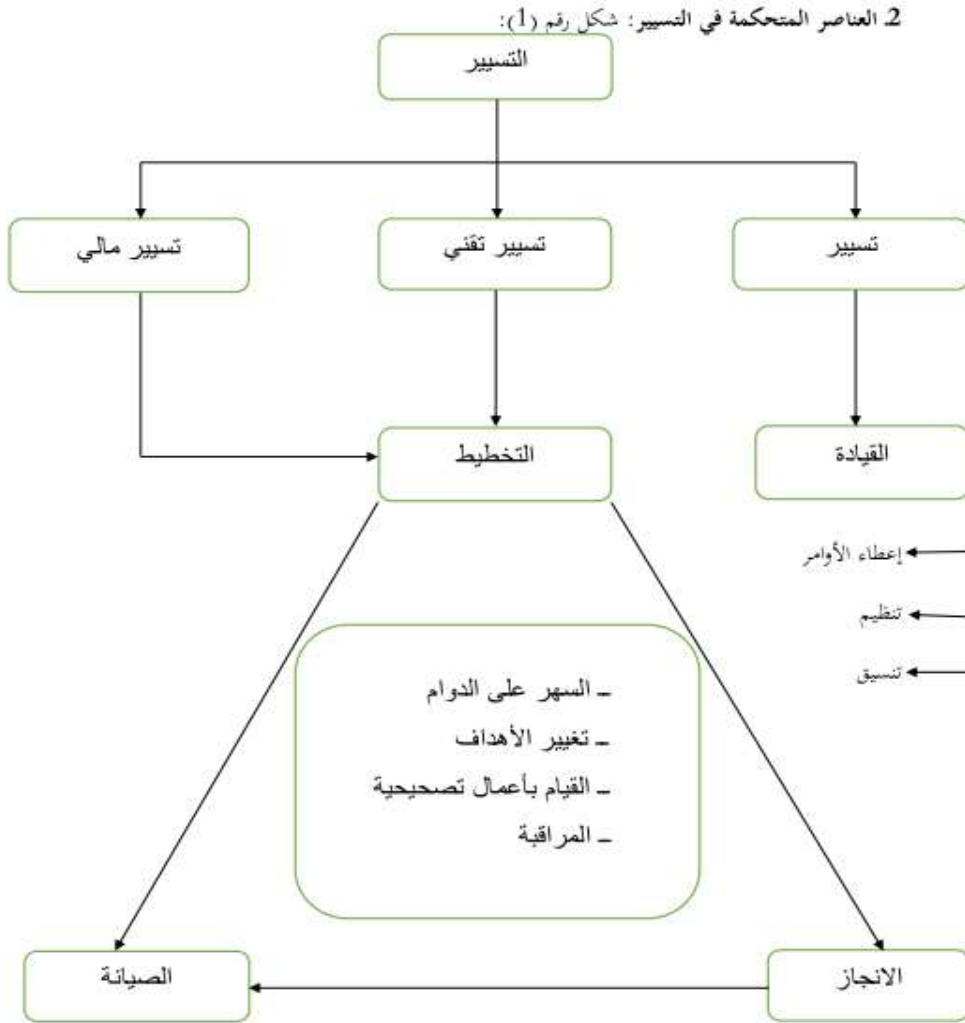 2. العناصر المتحكمة في التسيير: شكل رقم (1):
التسيير
تسيير
تسيير تقني
تسيير مالي
القيادة
التخطيط
إعطاء الأوامر
تنظيم
تنسيق
ـ السهر على الدوام
ـ تغيير الأهداف
ـ القيام بأعمال تصحيحية
ـ المراقبة
الانجاز
الصيانة